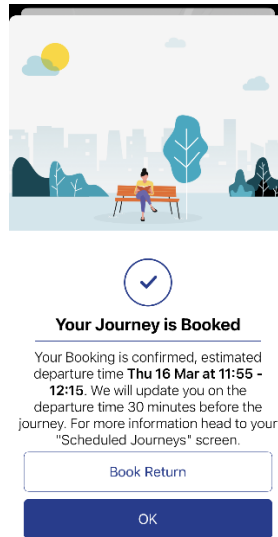 Your Journey is Booked
Your Booking is confirmed, estimated
departure time Thu 16 Mar at 11:55 -
12:15. We will update you on the
departure time 30 minutes before the
journey. For more information head to your
"Scheduled Journeys" screen.
Book Return
OK